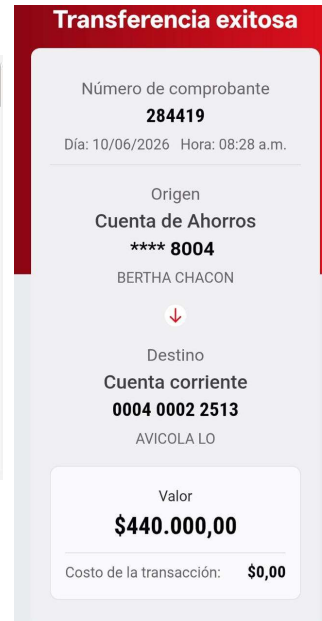 Transferencia exitosa
Número de comprobante
284419
Día: 10/06/2026 Hora: 08:28 a.m.
Origen
Cuenta de Ahorros
**** 8004
BERTHA CHACON
Destino
Cuenta corriente
0004 0002 2513
AVICOLA LO
Valor
$440.000,00
Costo de la transacción: $0,00